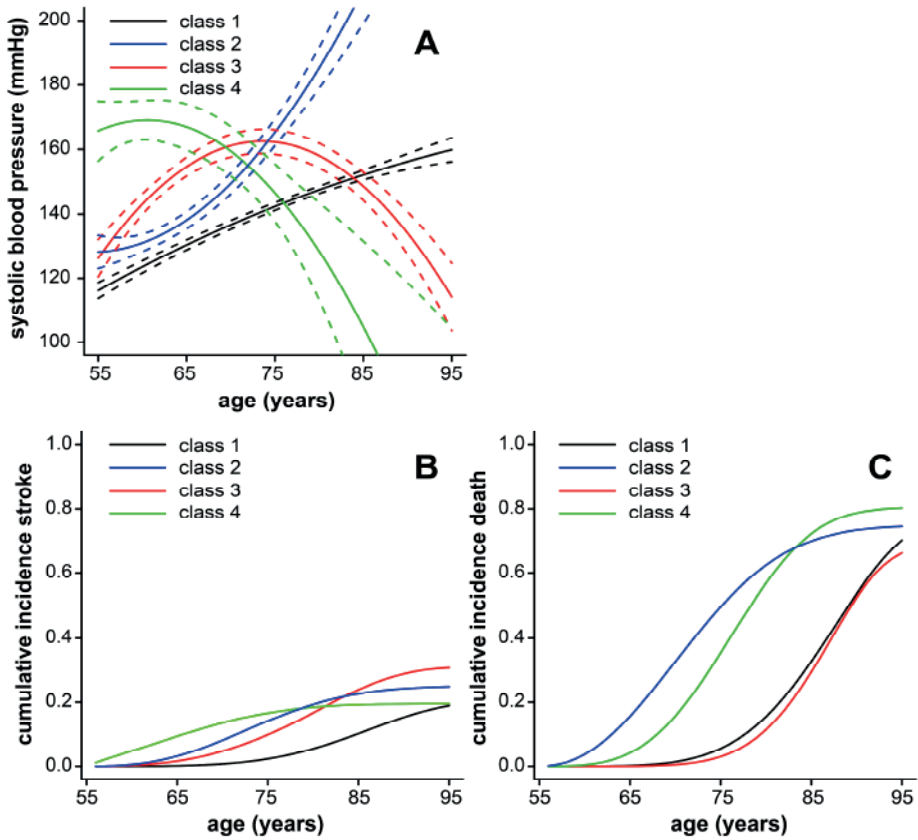 A
class 1
class 2
class 3
class 4
systolic blood pressure (mmHg)
200
180
160
140
120
100
55 65 75 85 95
age (years)
B
class 1
class 2
class 3
class 4
cumulative incidence stroke
1.0
0.8
0.6
0.4
0.2
0.0
55 65 75 85 95
age (years)
C
class 1
class 2
class 3
class 4
cumulative incidence death
1.0
0.8
0.6
0.4
0.2
0.0
55 65 75 85 95
age (years)